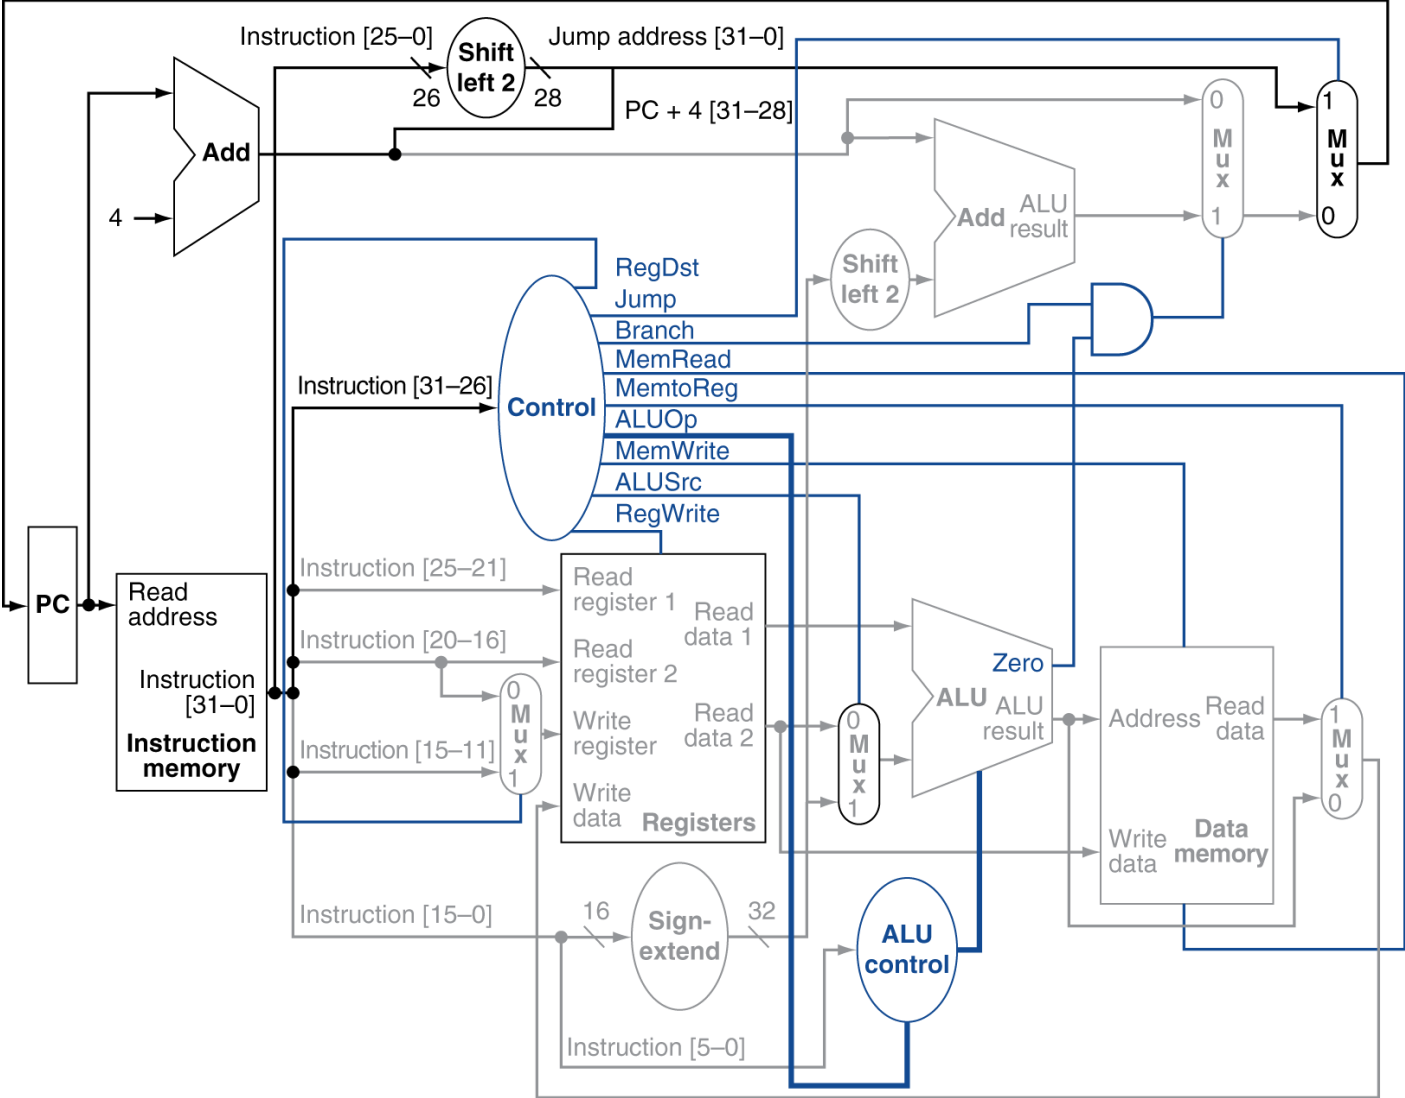 Instruction [25–0]
Shift
left 2
Jump address [31–0]
26
28
PC + 4 [31–28]
Add
4
0
M
u
x
1
1
M
u
x
0
Add
ALU
result
Shift
left 2
RegDst
Jump
Branch
MemRead
MemtoReg
ALUOp
MemWrite
ALUSrc
RegWrite
Instruction [31–26]
Control
PC
Read
address
Instruction
[31–0]
Instruction
memory
Instruction [25–21]
Instruction [20–16]
Instruction [15–11]
0
M
u
x
1
Read
register 1
Read
register 2
Write
register
Write
data
Read
data 1
Read
data 2
Registers
0
M
u
x
1
Zero
ALU
ALU
result
Address
Read
data
Write
data
Data
memory
1
M
u
x
0
Instruction [15–0]
16
Sign-
extend
32
ALU
control
Instruction [5–0]